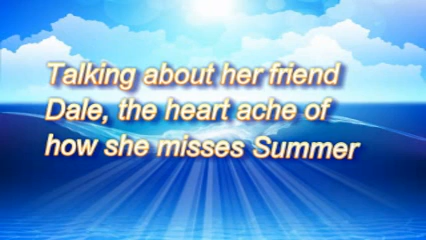 Talking about her friend
Dale, the heart ache of
how she misses Summer